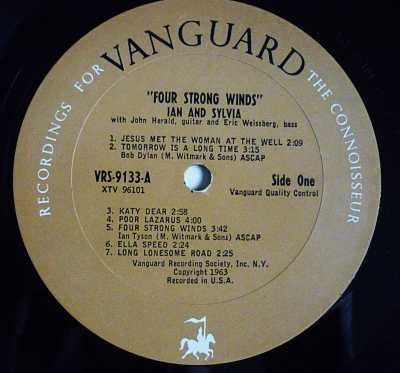 RECORDINGS FOR VANGUARD THE CONNOISSEUR
"FOUR STRONG WINDS"
IAN AND SYLVIA
with John Herald, guitar and Eric Weissberg, bass
1. JESUS MET THE WOMAN AT THE WELL 2:09
2. TOMORROW IS A LONG TIME 3:15
Bob Dylan (M. Witmark & Sons) ASCAP
VRS-9133-A
XTV 96101
Side One
Vanguard Quality Control
3. KATY DEAR 2:58
4. POOR LAZARUS 4:00
5. FOUR STRONG WINDS 3:42
Ian Tyson (M. Witmark & Sons) ASCAP
6. ELLA SPEED 2:24
7. LONG LONESOME ROAD 2:25
Vanguard Recording Society, Inc. N.Y.
Copyright 1963
Recorded in U.S.A.